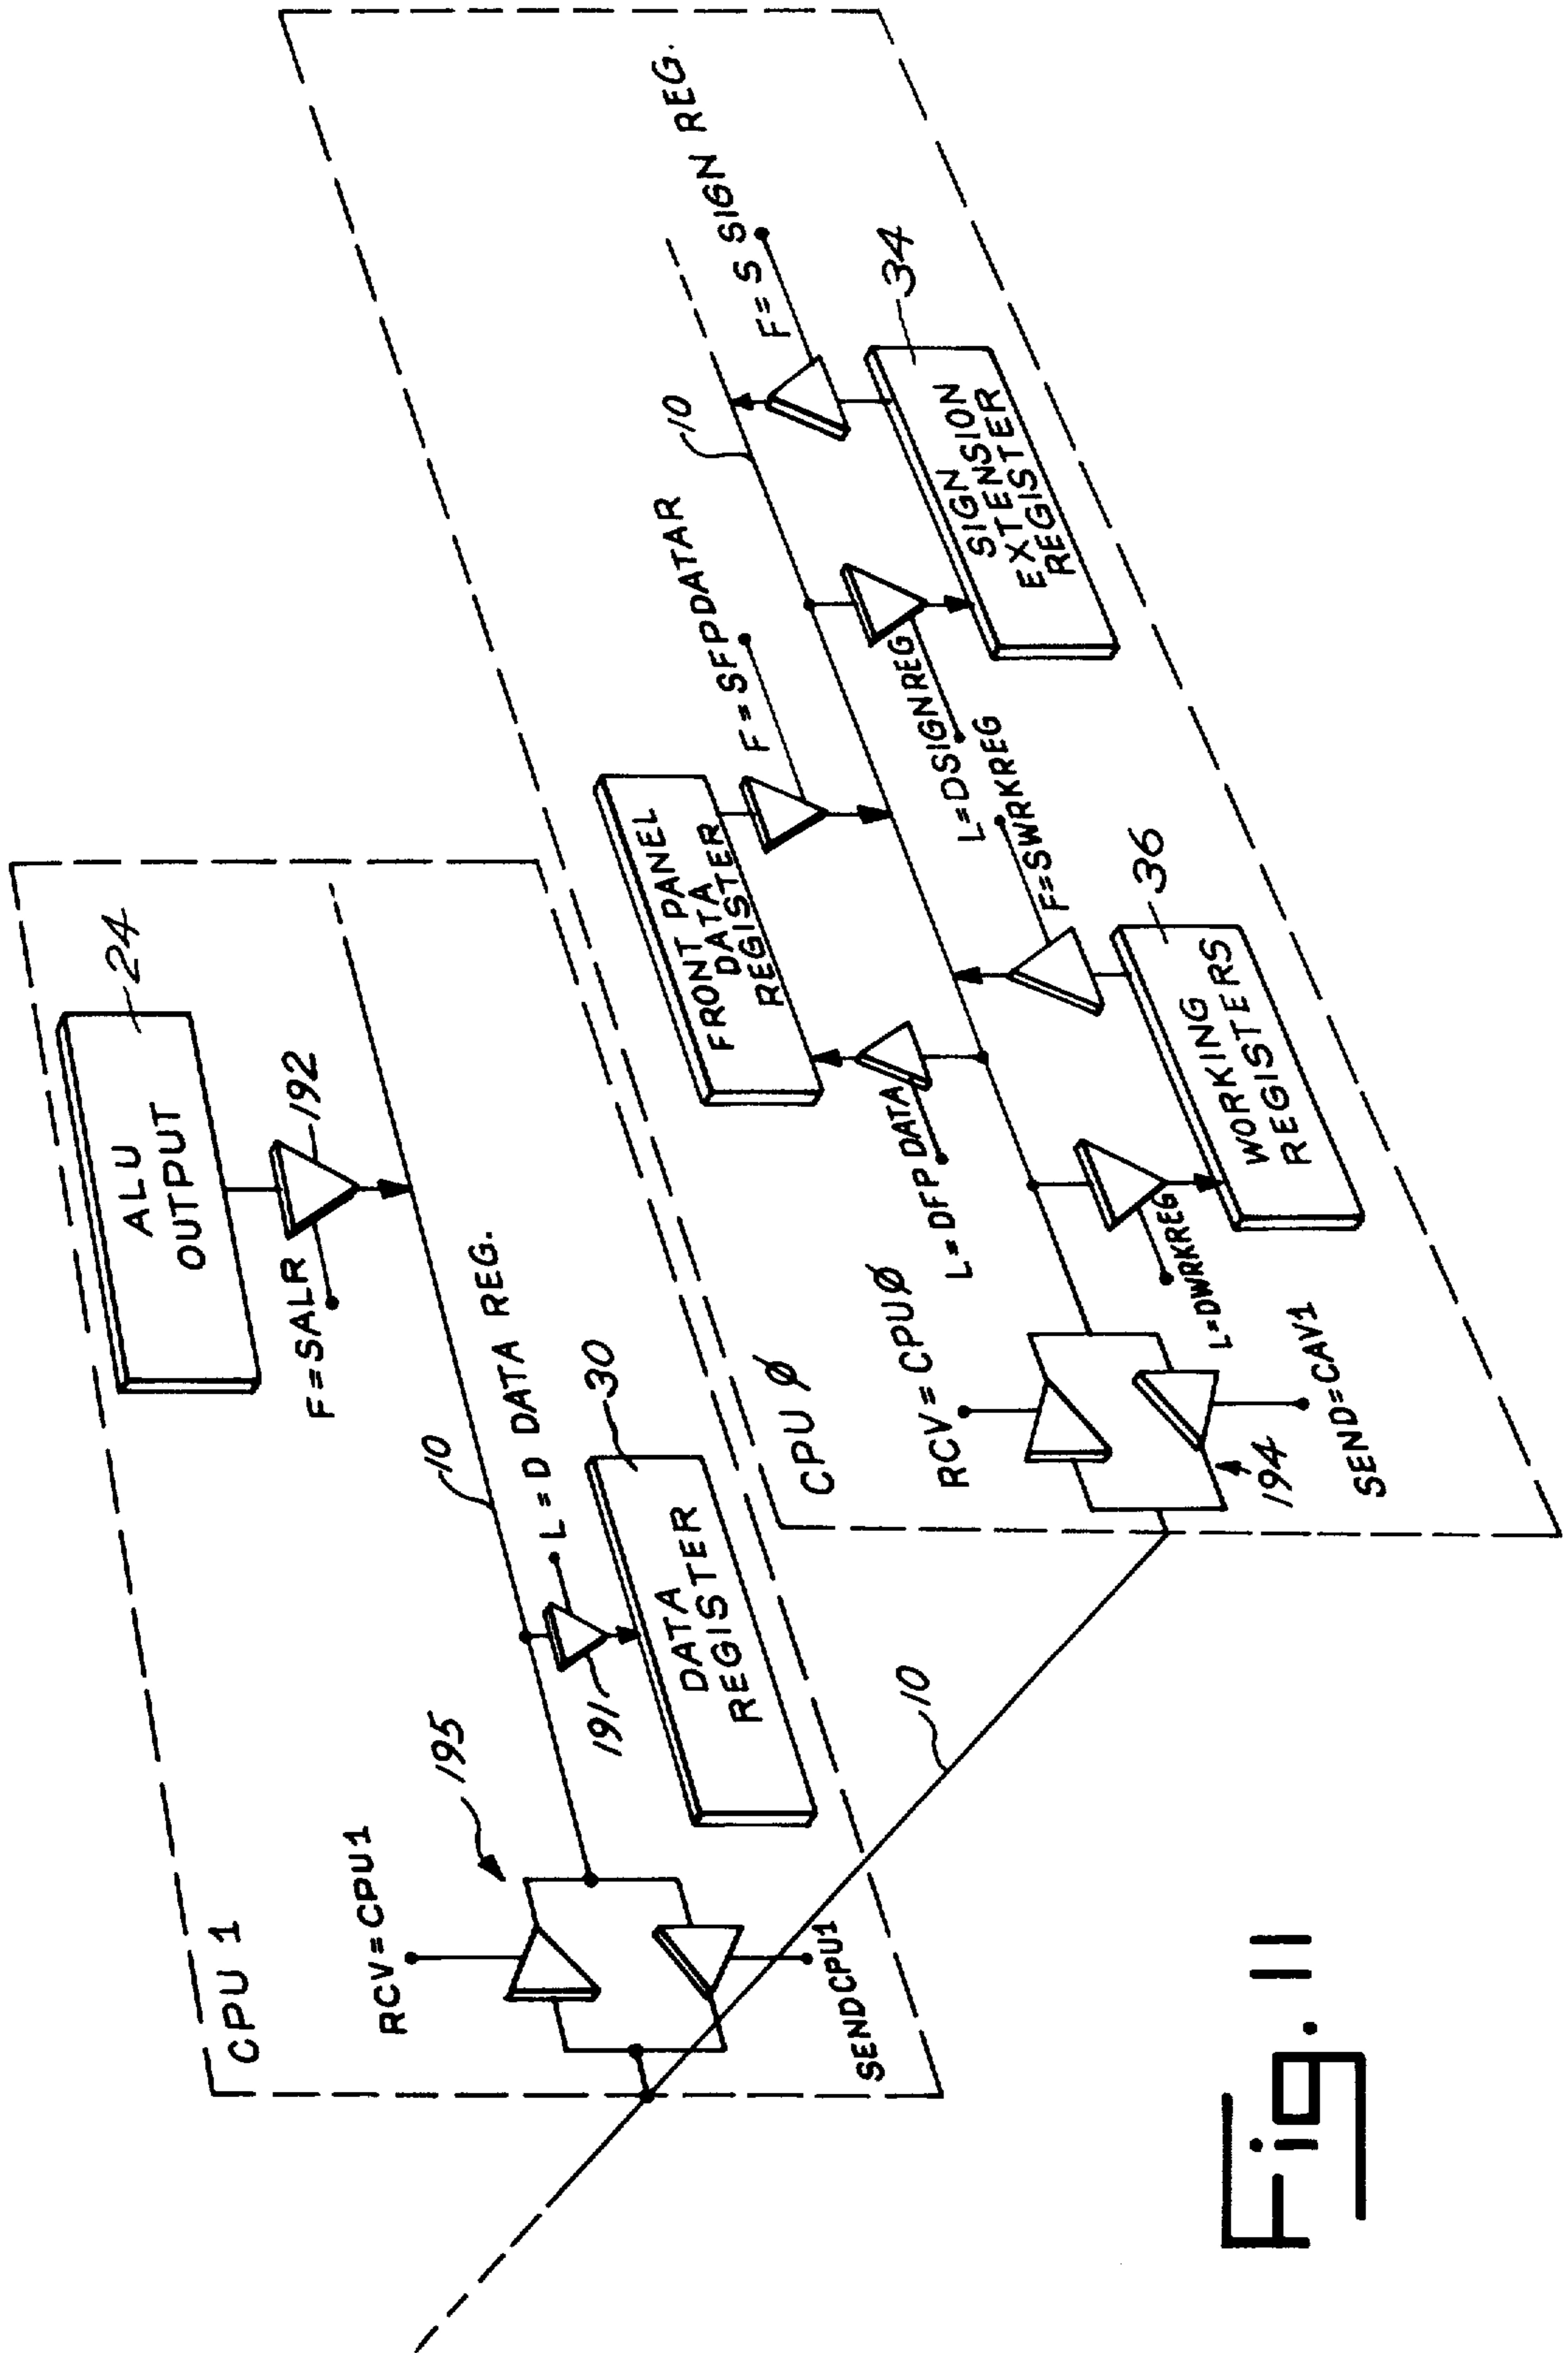 CPU 1
ALU
OUTPUT
24
192
F=SALR
RCV=CPU1
195
10
L=D DATA REG.
191
30
DATA
REGISTER
SENDCPU1
10
CPU Ø
RCV=CPUØ
194
SEND=CAV1
L=DWRKREG
WORKING
REGISTERS
36
F=SWRKREG
L=DFP DATA
FRONT PANEL
DATER
REGISTER
F=SFPDATAR
L=DSIGNREG
10
SIGN
EXTENSION
REGISTER
34
F=S SIGN REG.
Fig. 11